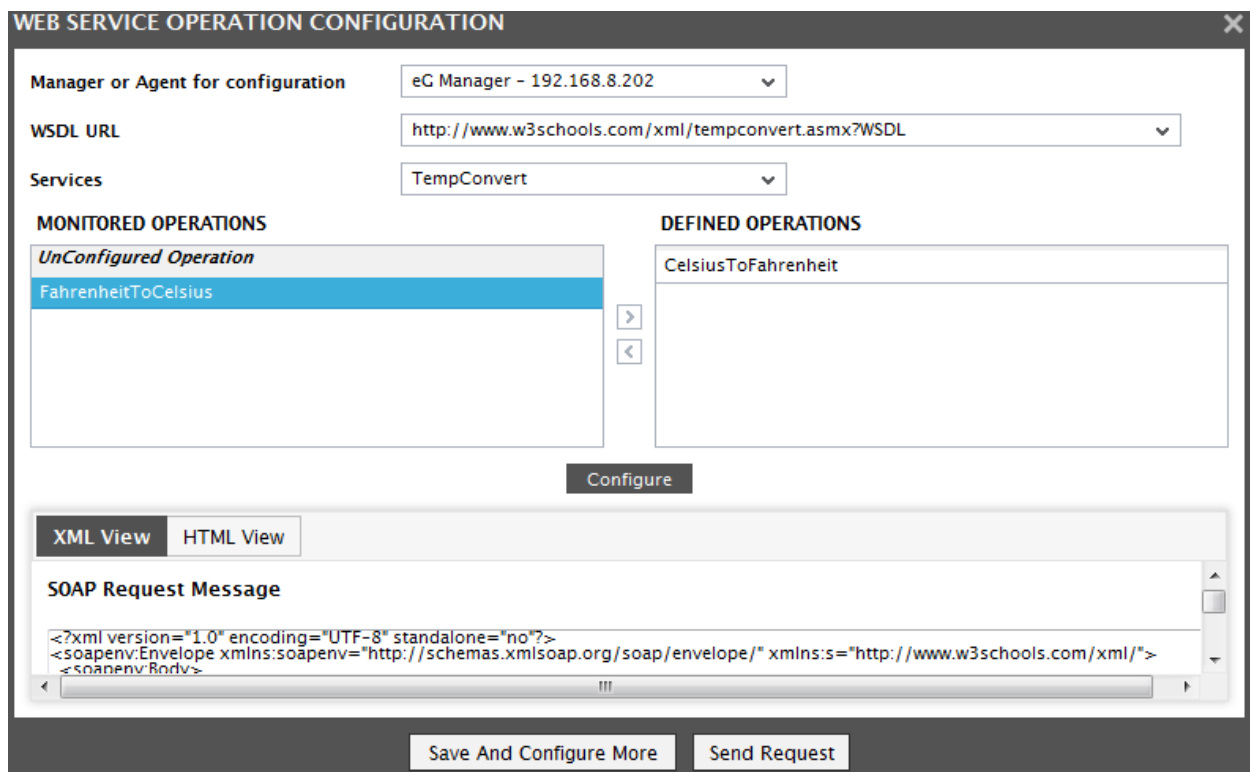 WEB SERVICE OPERATION CONFIGURATION
Manager or Agent for configuration
eG Manager - 192.168.8.202
WSDL URL
http://www.w3schools.com/xml/tempconvert.asmx?WSDL
Services
TempConvert
MONITORED OPERATIONS
DEFINED OPERATIONS
UnConfigured Operation
CelsiusToFahrenheit
FahrenheitToCelsius
Configure
XML View
HTML View
SOAP Request Message
<?xml version="1.0" encoding="UTF-8" standalone="no"?>
<soapenv:Envelope xmlns:soapenv="http://schemas.xmlsoap.org/soap/envelope/" xmlns:s="http://www.w3schools.com/xml/">
<soapenv:Body>
Save And Configure More
Send Request